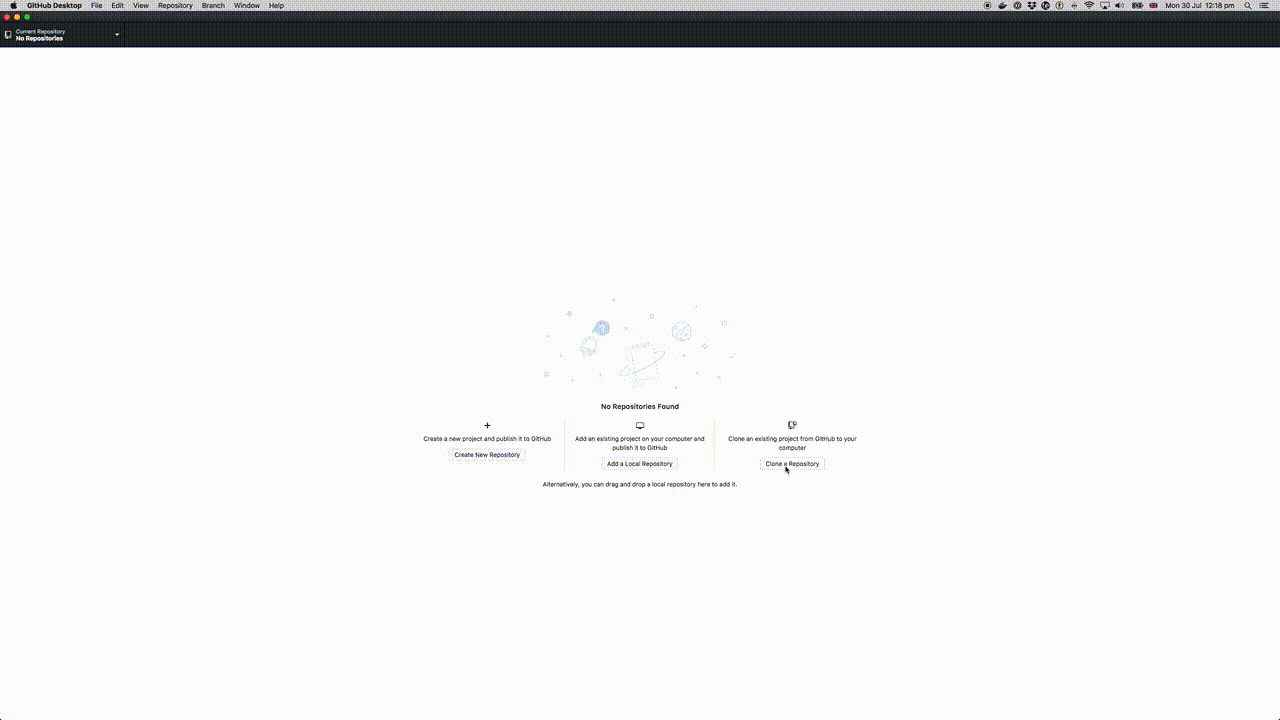 GitHub Desktop File Edit View Repository Branch Window Help Mon 30 Jul 12:18 pm
Current Repository
No Repositories
No Repositories Found
Create a new project and publish it to GitHub
Create New Repository
Add an existing project on your computer and
publish it to GitHub
Add a Local Repository
Clone an existing project from GitHub to your
computer
Clone a Repository
Alternatively, you can drag and drop a local repository here to add it.